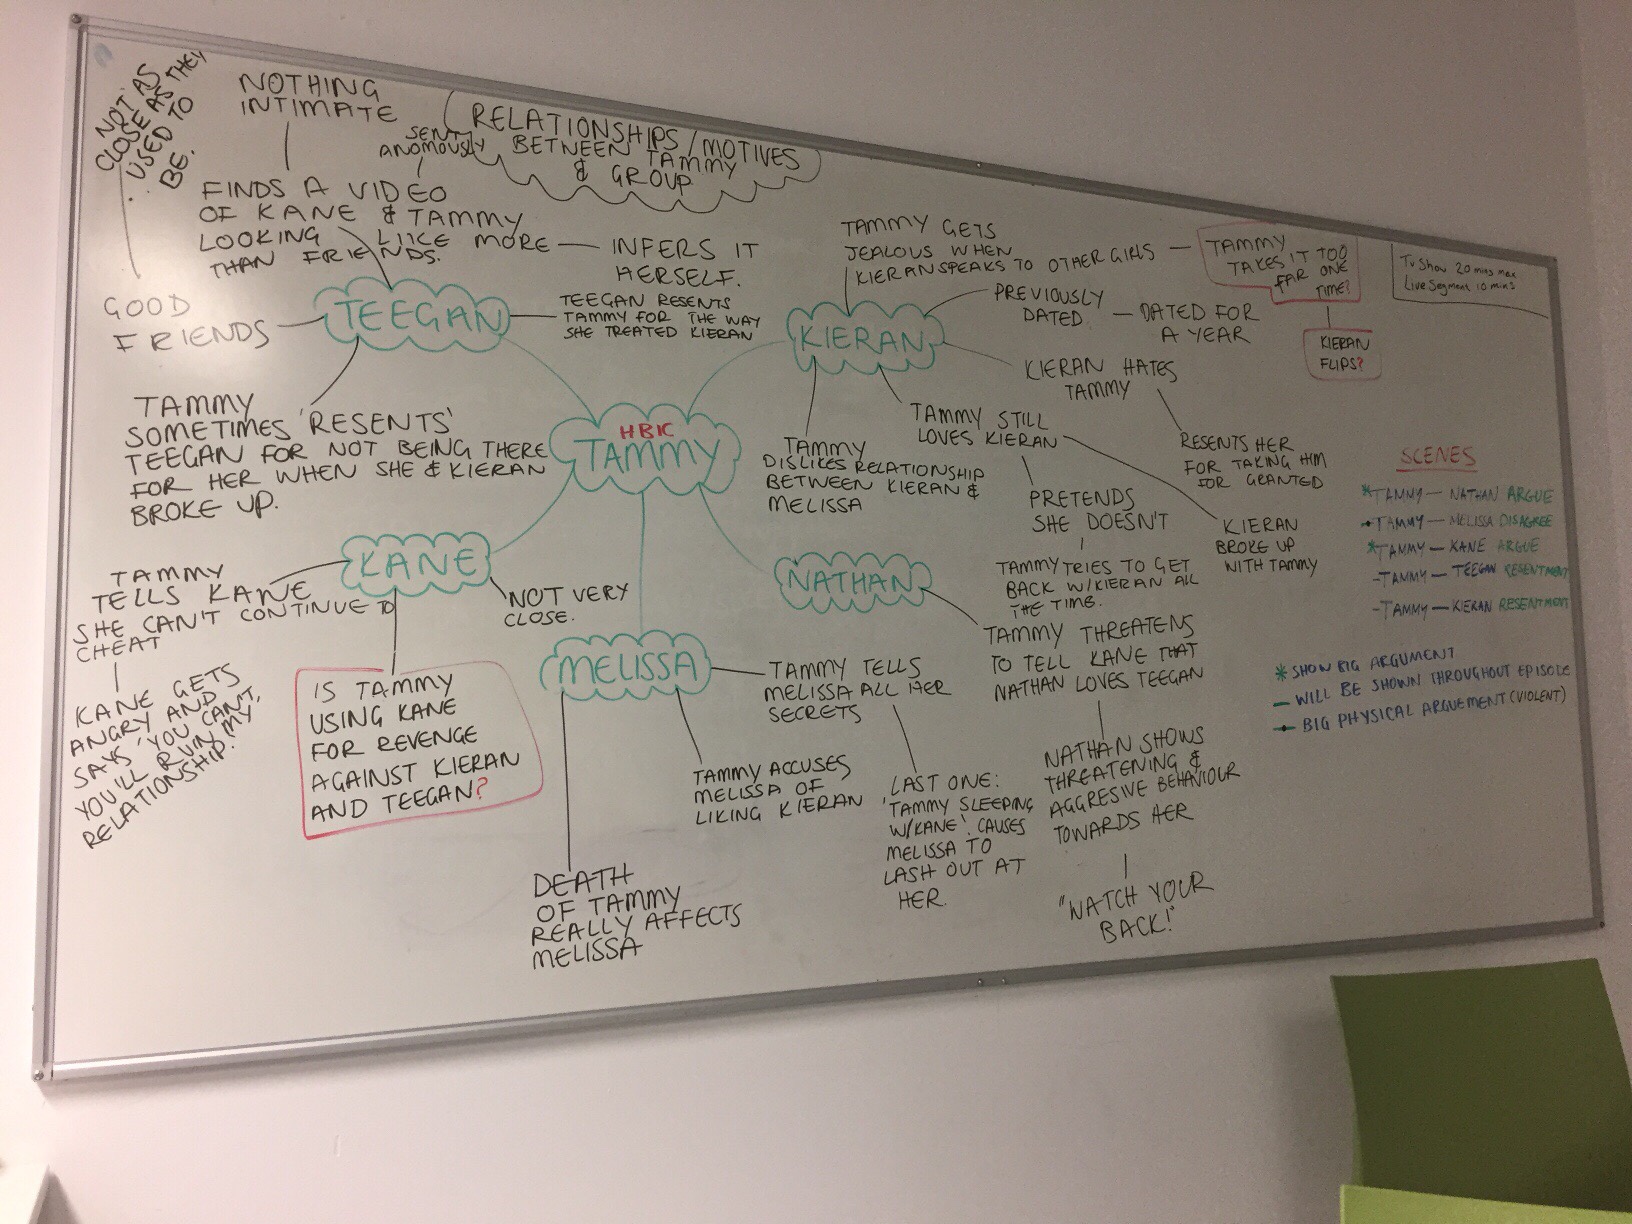 NOT AS
CLOSE AS THEY
USED TO
BE.
NOTHING
INTIMATE
SENT
ANOMOUSLY
RELATIONSHIPS/MOTIVES
BETWEEN TAMMY
& GROUP
FINDS A VIDEO
OF KANE & TAMMY
LOOKING LIKE MORE
THAN FRIENDS.
INFERS IT
HERSELF.
GOOD
FRIENDS
TEEGAN
TEEGAN RESENTS
TAMMY FOR THE WAY
SHE TREATED KIERAN
TAMMY
SOMETIMES 'RESENTS'
TEEGAN FOR NOT BEING THERE
FOR HER WHEN SHE & KIERAN
BROKE UP.
HBIC
TAMMY
KIERAN
TAMMY GETS
JEALOUS WHEN
KIERAN SPEAKS TO OTHER GIRLS
TAMMY
TAKES IT TOO
FAR ONE
TIME?
KIERAN
FLIPS?
PREVIOUSLY
DATED.
DATED FOR
A YEAR
KIERAN HATES
TAMMY
RESENTS HER
FOR TAKING HIM
FOR GRANTED
TAMMY STILL
LOVES KIERAN
KIERAN
BROKE UP
WITH TAMMY
PRETENDS
SHE DOESN'T
TAMMY TRIES TO GET
BACK W/KIERAN ALL
THE TIME.
TAMMY
DISLIKES RELATIONSHIP
BETWEEN KIERAN &
MELISSA
Tv Show 20 mins max
Live Segment 10 mins
KANE
TAMMY
TELLS KANE
SHE CAN'T CONTINUE TO
CHEAT
KANE GETS
ANGRY AND
SAYS 'YOU CAN'T,
YOU'LL RUIN MY
RELATIONSHIP.'
IS TAMMY
USING KANE
FOR REVENGE
AGAINST KIERAN
AND TEEGAN?
NOT VERY
CLOSE.
MELISSA
TAMMY TELLS
MELISSA ALL HER
SECRETS
LAST ONE:
'TAMMY SLEEPING
W/KANE'. CAUSES
MELISSA TO
LASH OUT AT
HER.
TAMMY ACCUSES
MELISSA OF
LIKING KIERAN
DEATH
OF TAMMY
REALLY AFFECTS
MELISSA
NATHAN
TAMMY THREATENS
TO TELL KANE THAT
NATHAN LOVES TEEGAN
NATHAN SHOWS
THREATENING &
AGGRESIVE BEHAVIOUR
TOWARDS HER
"WATCH YOUR
BACK!"
SCENES
*TAMMY — NATHAN ARGUE
-TAMMY — MELISSA DISAGREE
*TAMMY — KANE ARGUE
-TAMMY — TEEGAN RESENTMENT
-TAMMY — KIERAN RESENTMENT
* SHOW BIG ARGUMENT
- WILL BE SHOWN THROUGHOUT EPISODE
- BIG PHYSICAL ARGUEMENT (VIOLENT)